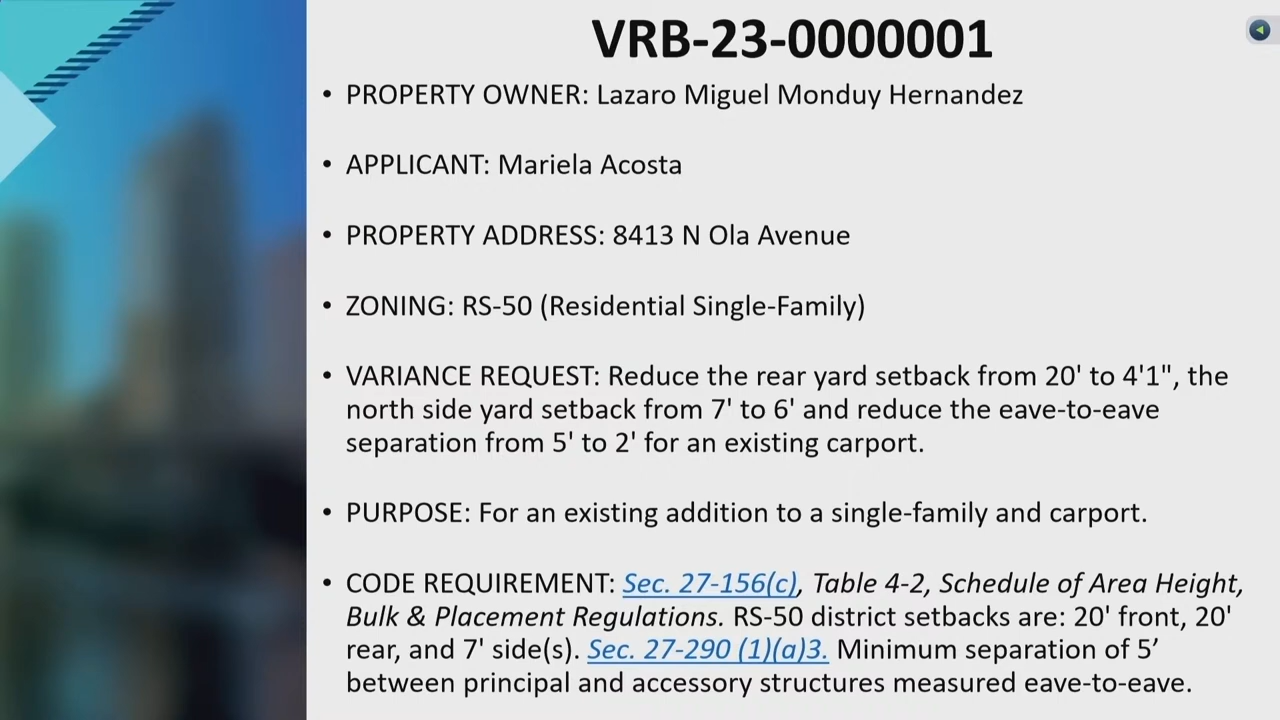 VRB-23-0000001
• PROPERTY OWNER: Lazaro Miguel Monduy Hernandez
• APPLICANT: Mariela Acosta
• PROPERTY ADDRESS: 8413 N Ola Avenue
• ZONING: RS-50 (Residential Single-Family)
• VARIANCE REQUEST: Reduce the rear yard setback from 20' to 4'1", the
north side yard setback from 7' to 6' and reduce the eave-to-eave
separation from 5' to 2' for an existing carport.
• PURPOSE: For an existing addition to a single-family and carport.
• CODE REQUIREMENT: Sec. 27-156(c), Table 4-2, Schedule of Area Height,
Bulk & Placement Regulations. RS-50 district setbacks are: 20' front, 20'
rear, and 7' side(s). Sec. 27-290 (1)(a)3. Minimum separation of 5’
between principal and accessory structures measured eave-to-eave.